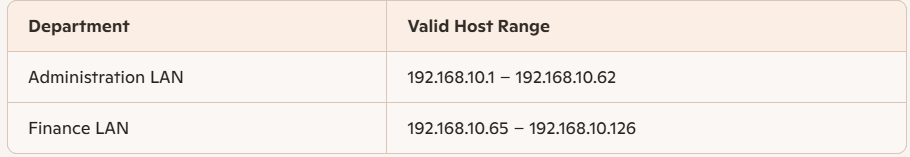 Department Valid Host Range
Administration LAN 192.168.10.1 – 192.168.10.62
Finance LAN 192.168.10.65 – 192.168.10.126